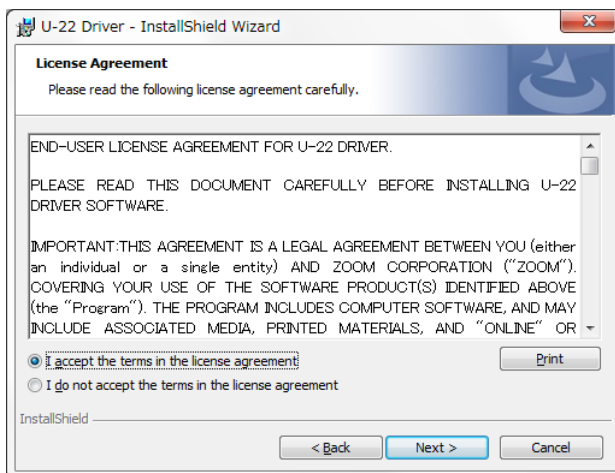 U-22 Driver - InstallShield Wizard
License Agreement
Please read the following license agreement carefully.
END-USER LICENSE AGREEMENT FOR U-22 DRIVER.
PLEASE READ THIS DOCUMENT CAREFULLY BEFORE INSTALLING U-22
DRIVER SOFTWARE.
IMPORTANT:THIS AGREEMENT IS A LEGAL AGREEMENT BETWEEN YOU (either
an individual or a single entity) AND ZOOM CORPORATION ("ZOOM").
COVERING YOUR USE OF THE SOFTWARE PRODUCT(S) IDENTIFIED ABOVE
(the "Program"). THE PROGRAM INCLUDES COMPUTER SOFTWARE, AND MAY
INCLUDE ASSOCIATED MEDIA, PRINTED MATERIALS, AND "ONLINE" OR
I accept the terms in the license agreement
Print
I do not accept the terms in the license agreement
InstallShield
< Back
Next >
Cancel